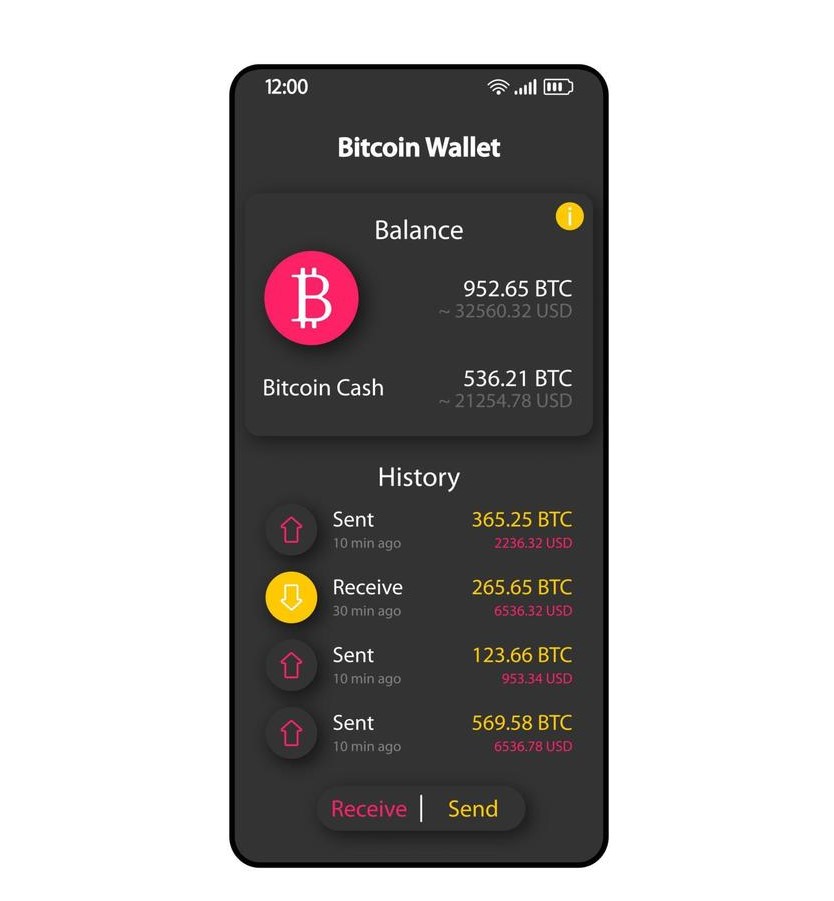 12:00
Bitcoin Wallet
i
Balance
952.65 BTC
~ 32560.32 USD
Bitcoin Cash
536.21 BTC
~ 21254.78 USD
History
Sent 365.25 BTC
10 min ago 2236.32 USD
Receive 265.65 BTC
30 min ago 6536.32 USD
Sent 123.66 BTC
10 min ago 953.34 USD
Sent 569.58 BTC
10 min ago 6536.78 USD
Receive | Send